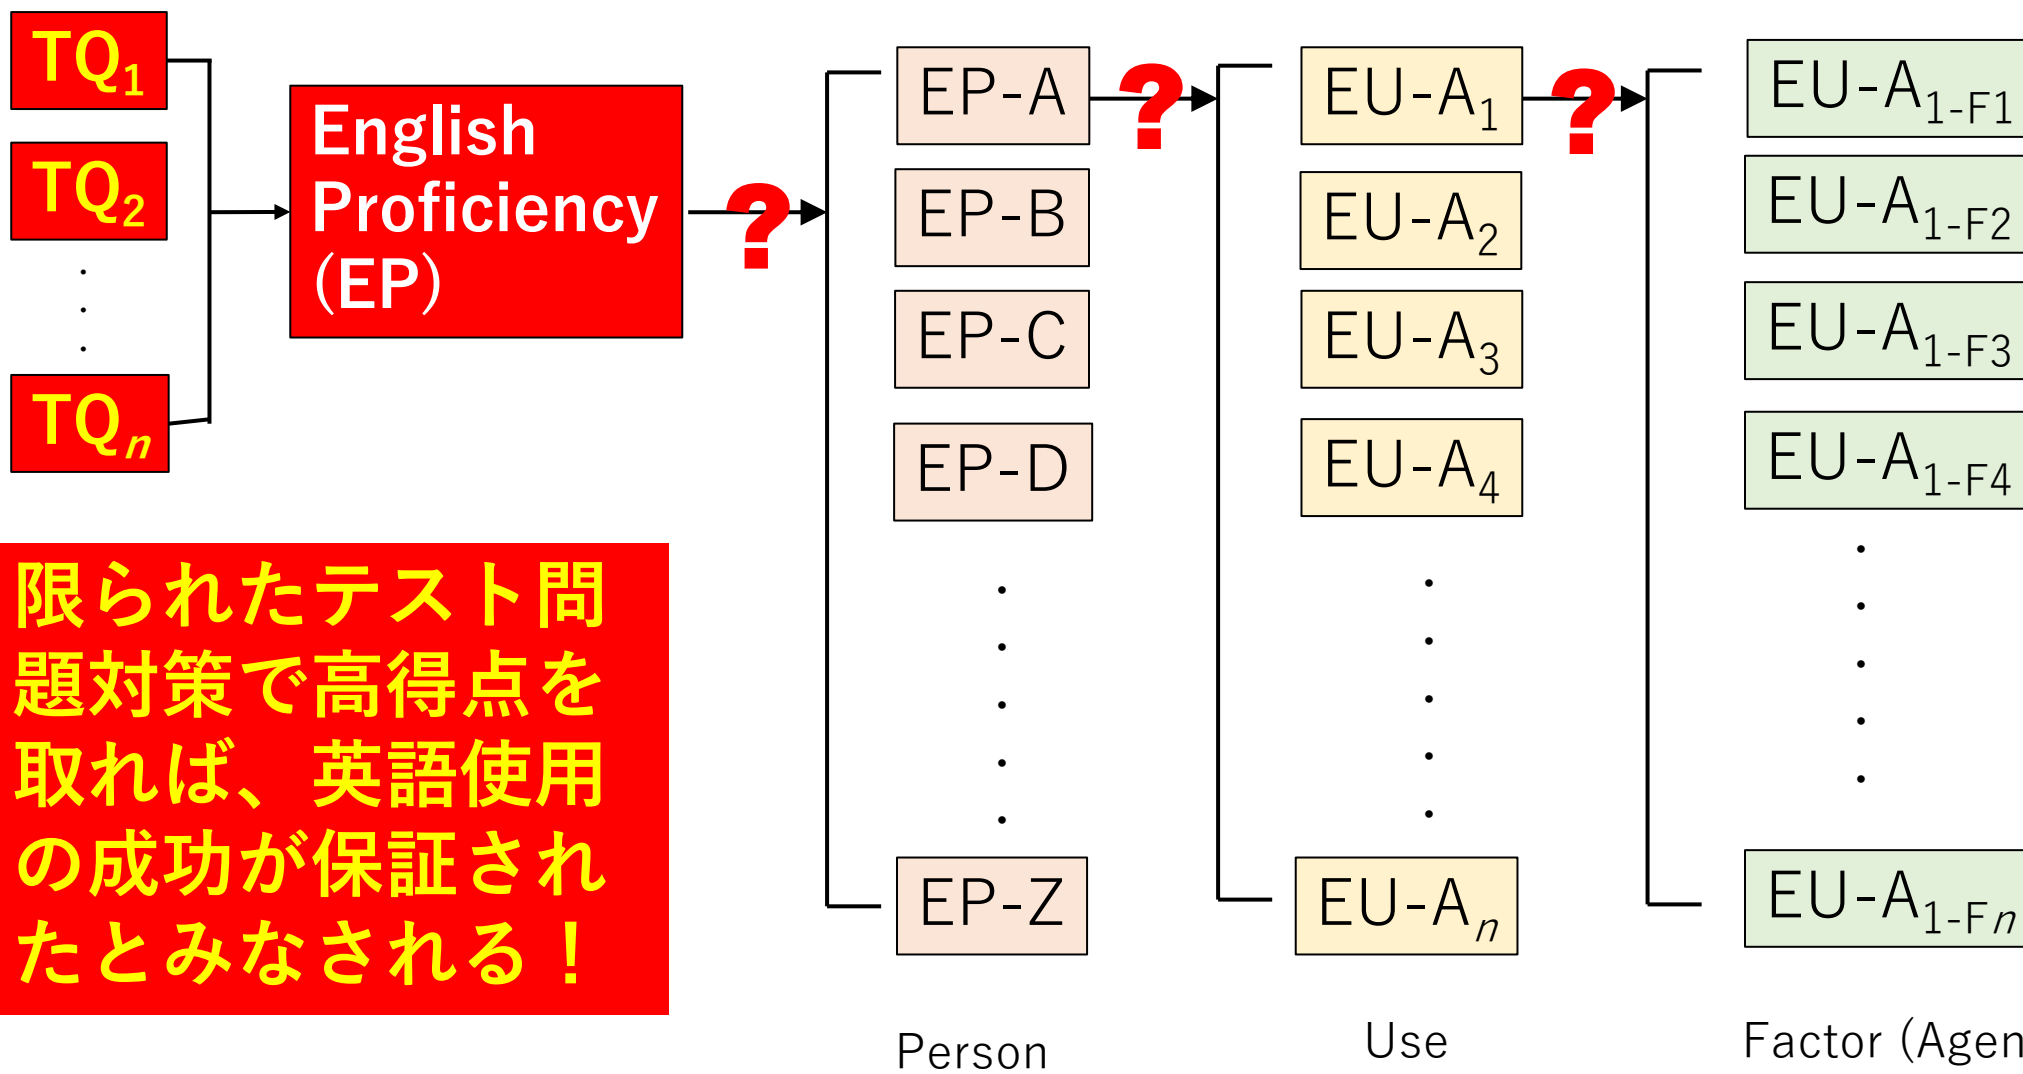 TQ1
TQ2
TQn
English
Proficiency
(EP)
?
限られたテスト問
題対策で高得点を
取れば、英語使用
の成功が保証され
たとみなされる！
EP-A
EP-B
EP-C
EP-D
EP-Z
Person
?
EU-A1
EU-A2
EU-A3
EU-A4
EU-An
Use
?
EU-A1-F1
EU-A1-F2
EU-A1-F3
EU-A1-F4
EU-A1-Fn
Factor (Agen